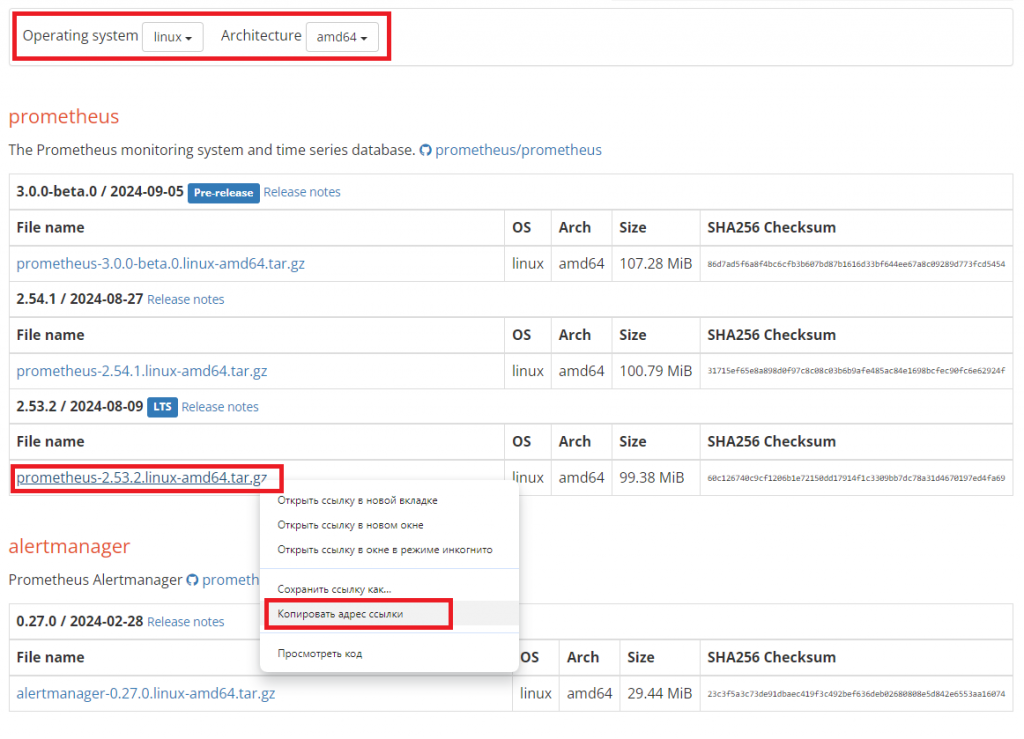 Operating system linux Architecture amd64
prometheus
The Prometheus monitoring system and time series database. prometheus/prometheus
3.0.0-beta.0 / 2024-09-05 Pre-release Release notes
File name OS Arch Size SHA256 Checksum
prometheus-3.0.0-beta.0.linux-amd64.tar.gz linux amd64 107.28 MiB 86d7ad5f6a8f4bc6cfb3b607bd87b1616d33bf644ee67a8c09289d773fcd5454
2.54.1 / 2024-08-27 Release notes
File name OS Arch Size SHA256 Checksum
prometheus-2.54.1.linux-amd64.tar.gz linux amd64 100.79 MiB 31715ef65e8a898d0f97c8c08c03b6b9afe485ac84e1698bcfec90fc6e62924f
2.53.2 / 2024-08-09 LTS Release notes
File name OS Arch Size SHA256 Checksum
prometheus-2.53.2.linux-amd64.tar.gz linux amd64 99.38 MiB 60c126740c9cf1206b1e72150dd17914f1c3309bb7dc78a31d4670197ed4fa69
Открыть ссылку в новой вкладке
Открыть ссылку в новом окне
Открыть ссылку в окне в режиме инкогнито
Сохранить ссылку как...
Копировать адрес ссылки
Просмотреть код
alertmanager
Prometheus Alertmanager prometh
0.27.0 / 2024-02-28 Release notes
File name OS Arch Size SHA256 Checksum
alertmanager-0.27.0.linux-amd64.tar.gz linux amd64 29.44 MiB 23c3f5a3c73de91dbaec419f3c492bef636deb02680808e5d842e6553aa16074